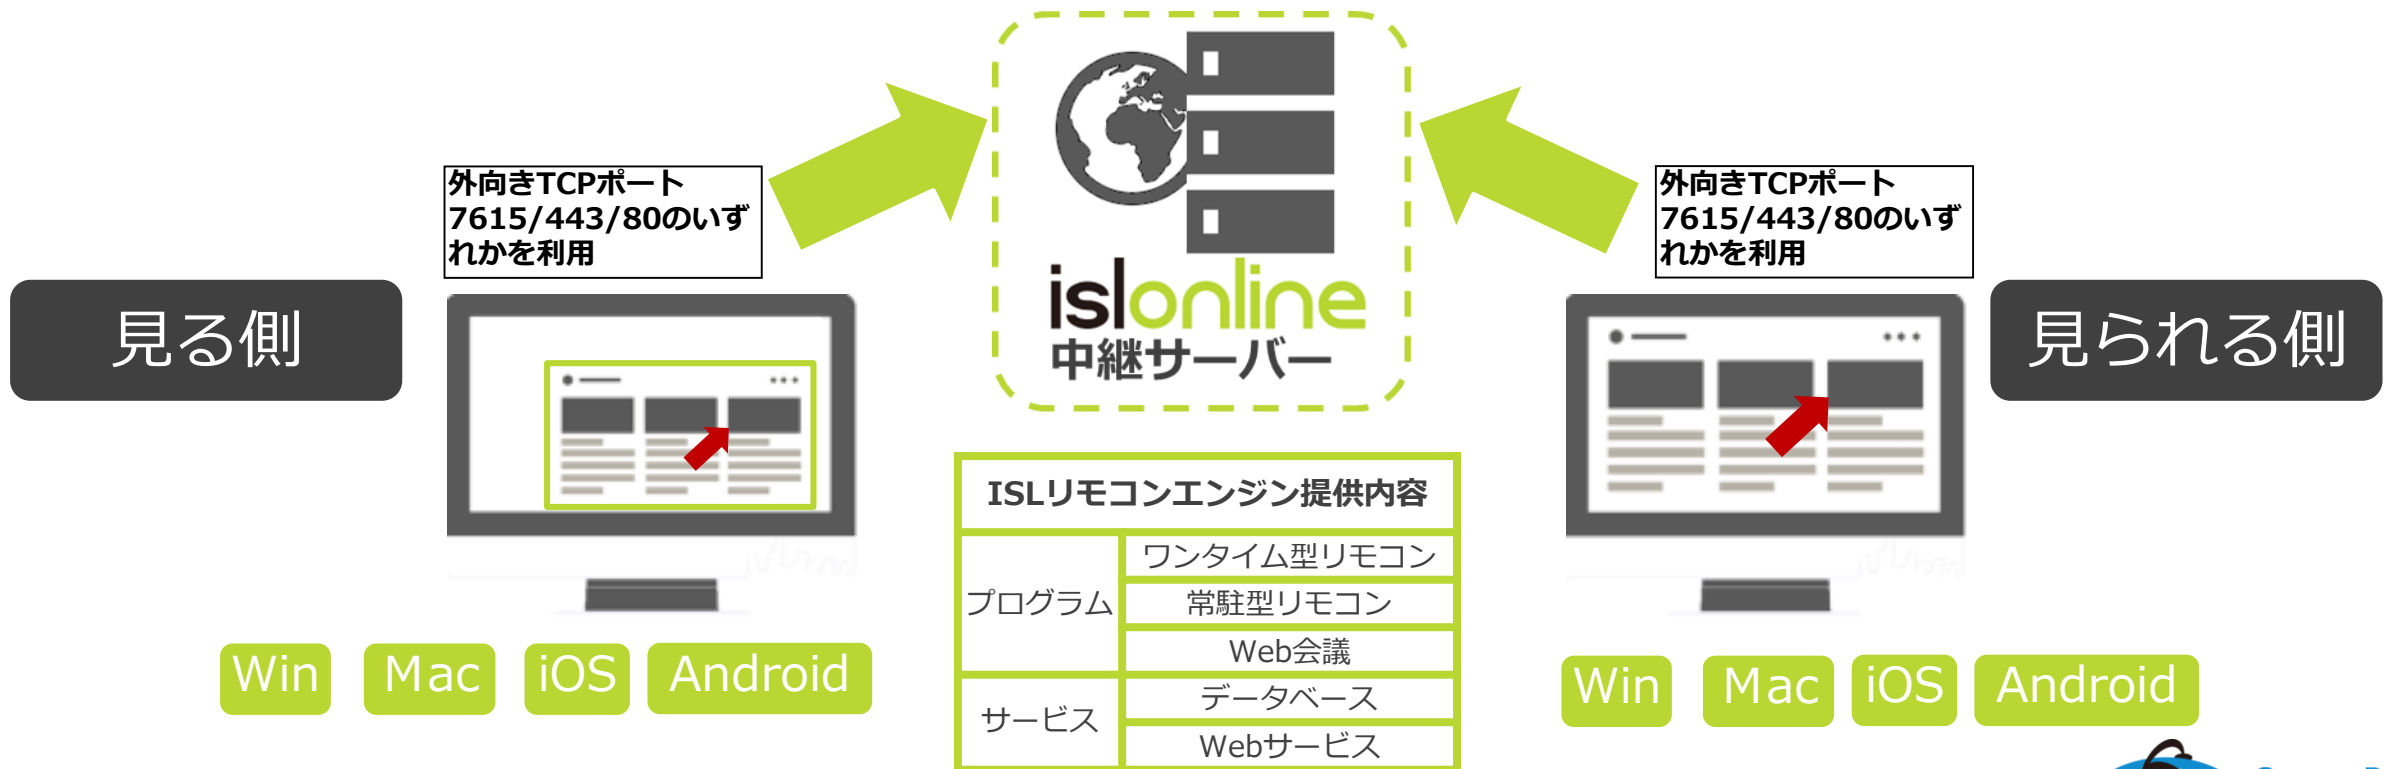 外向きTCPポート
7615/443/80のいず
れかを利用
見る側
islonline
中継サーバー
外向きTCPポート
7615/443/80のいず
れかを利用
見られる側
ISLリモコンエンジン提供内容
プログラム
ワンタイム型リモコン
常駐型リモコン
Web会議
サービス
データベース
Webサービス
Win
Mac
iOS
Android
Win
Mac
iOS
Android